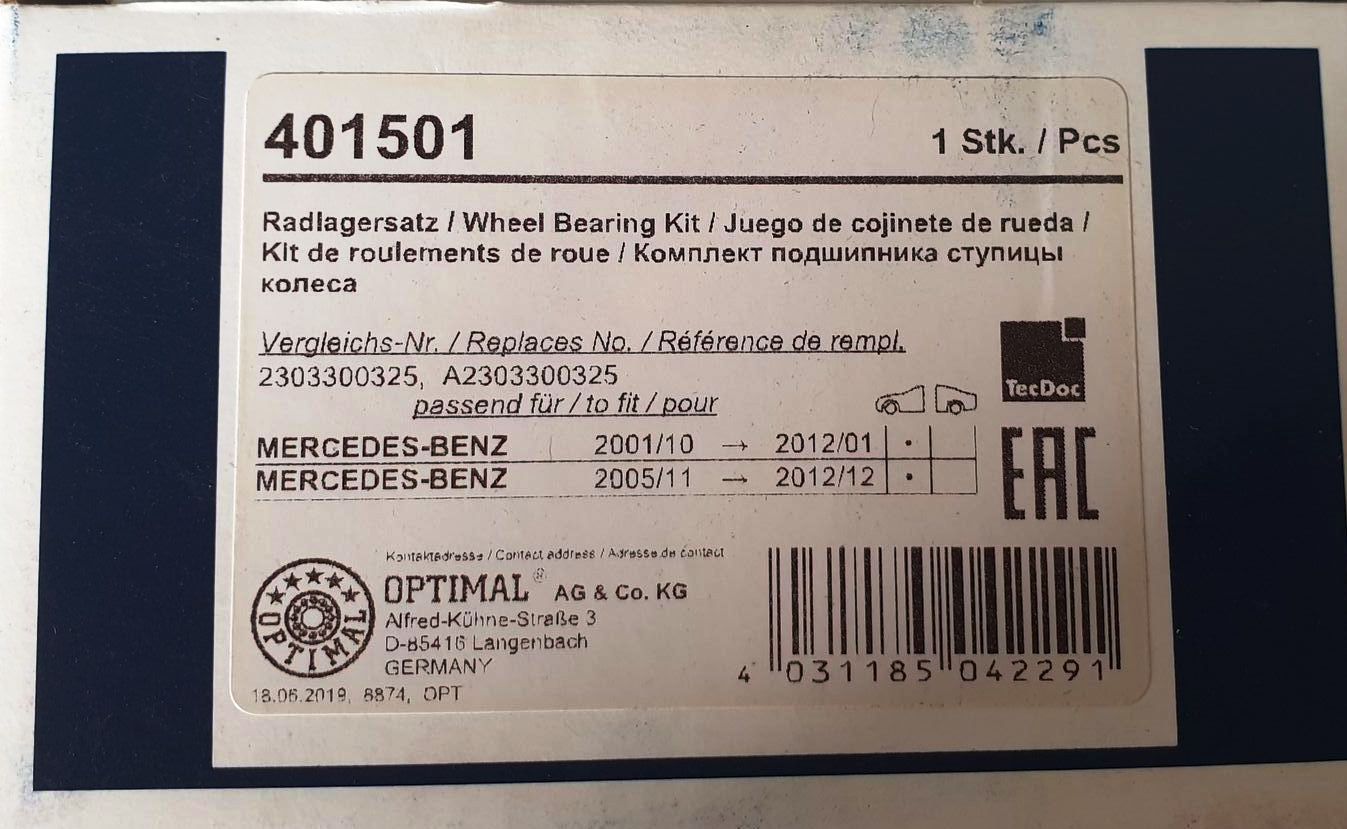 401501 1 Stk. / Pcs
Radlagersatz / Wheel Bearing Kit / Juego de cojinete de rueda /
Kit de roulements de roue / Комплект подшипника ступицы
колеса
Vergleichs-Nr. / Replaces No. / Référence de rempl.
2303300325, A2303300325
passend für / to fit / pour
TecDoc
MERCEDES-BENZ 2001/10 → 2012/01 •
MERCEDES-BENZ 2005/11 → 2012/12 •
EAC
Kontaktadresse / Contact address / Adresse de contact
OPTIMAL® AG & Co. KG
Alfred-Kühne-Straße 3
D-85416 Langenbach
GERMANY
OPTIMAL
4 031185 042291
18.06.2019, 8874, OPT